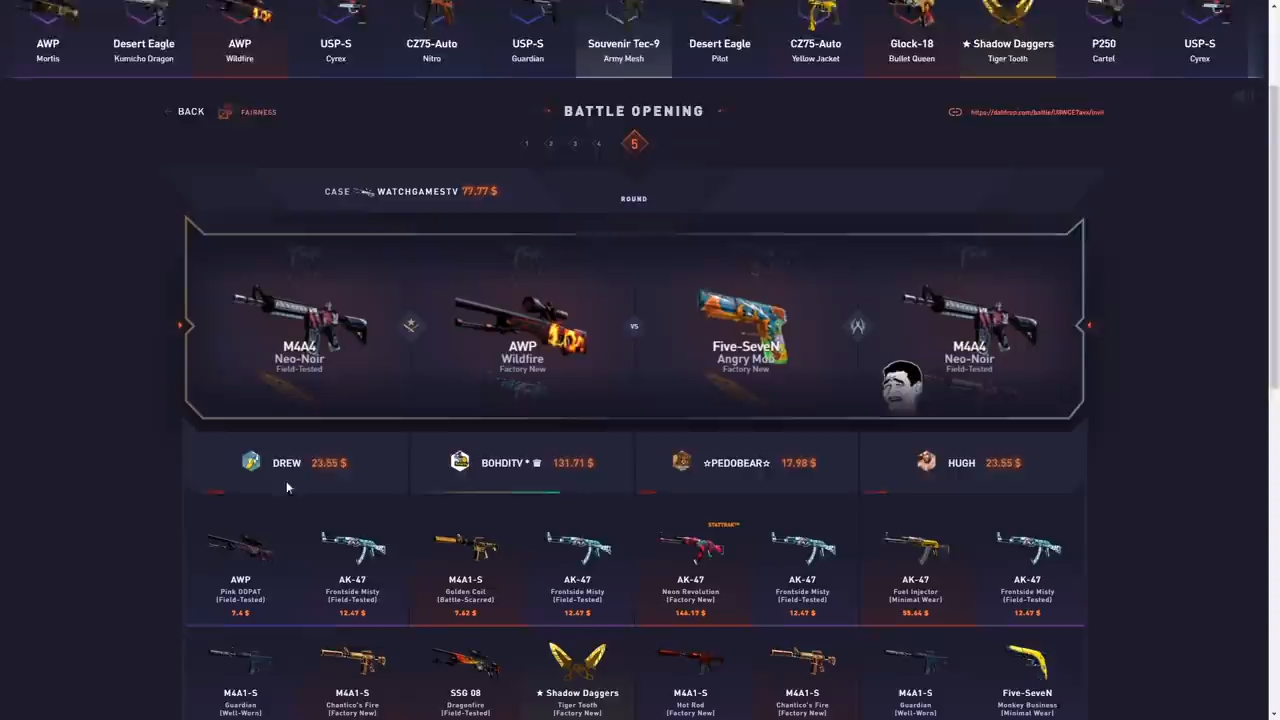 AWP
Mortis
Desert Eagle
Kumicho Dragon
AWP
Wildfire
USP-S
Cyrex
CZ75-Auto
Nitro
USP-S
Guardian
Souvenir Tec-9
Army Mesh
Desert Eagle
Pilot
CZ75-Auto
Yellow Jacket
Glock-18
Bullet Queen
★ Shadow Daggers
Tiger Tooth
P250
Cartel
USP-S
Cyrex
BACK
FAIRNESS
BATTLE OPENING
1 2 3 4 5
CASE WATCHGAMESTV 77.77 $
ROUND
M4A4
Neo-Noir
Field-Tested
AWP
Wildfire
Factory New
VS
Five-SeveN
Angry Mob
Factory New
M4A4
Neo-Noir
Field-Tested
DREW 23.55 $
BOHDITV * ♛ 131.71 $
☆PEDOBEAR☆ 17.98 $
HUGH 23.55 $
AWP
Pink DDPAT
(Field-Tested)
7.4 $
AK-47
Frontside Misty
(Field-Tested)
12.47 $
M4A1-S
Golden Coil
(Battle-Scarred)
7.62 $
AK-47
Frontside Misty
(Field-Tested)
12.47 $
STATTRAK™
AK-47
Neon Revolution
(Factory New)
146.17 $
AK-47
Frontside Misty
(Field-Tested)
12.47 $
AK-47
Fuel Injector
(Minimal Wear)
55.64 $
AK-47
Frontside Misty
(Field-Tested)
12.47 $
M4A1-S
Guardian
(Well-Worn)
M4A1-S
Chantico's Fire
(Factory New)
SSG 08
Dragonfire
(Field-Tested)
★ Shadow Daggers
Tiger Tooth
(Factory New)
M4A1-S
Hot Rod
(Factory New)
M4A1-S
Chantico's Fire
(Factory New)
M4A1-S
Guardian
(Well-Worn)
Five-SeveN
Monkey Business
(Minimal Wear)